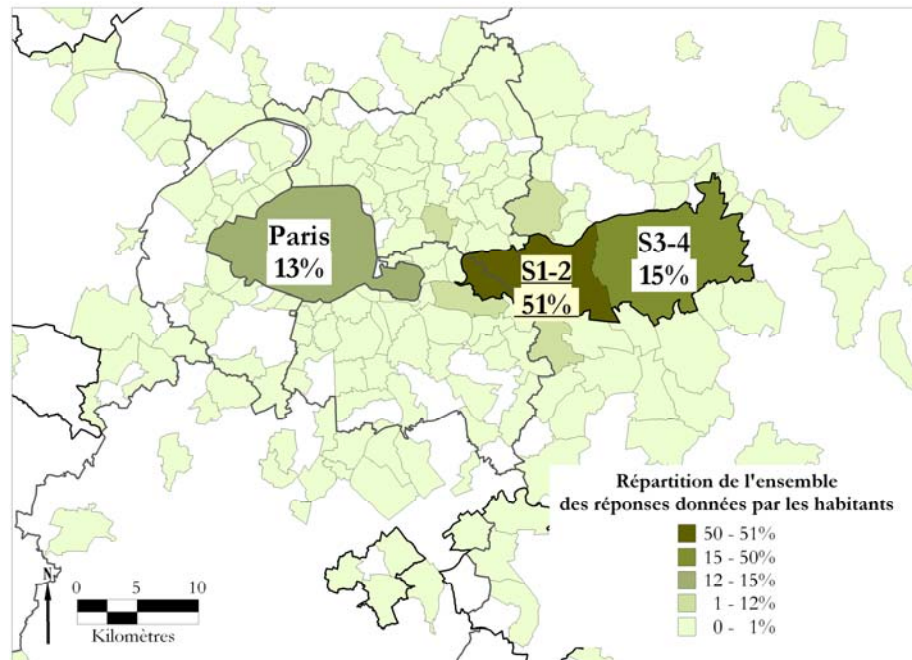 Paris
13%
S1-2
51%
S3-4
15%
Répartition de l'ensemble
des réponses données par les habitants
50 - 51%
15 - 50%
12 - 15%
1 - 12%
0 - 1%
N
0 5 10
Kilomètres